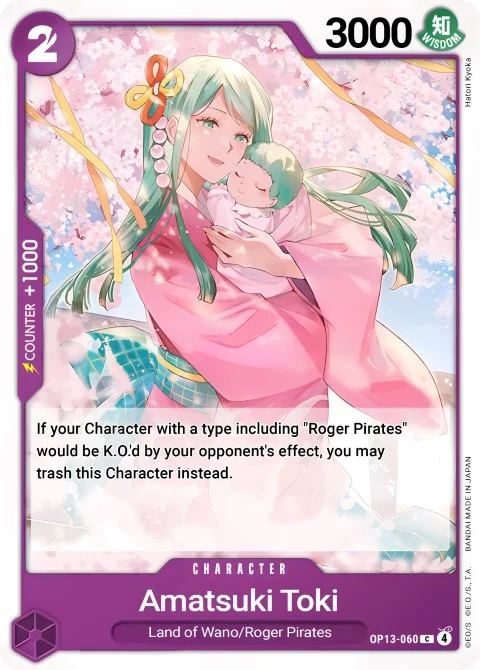 2
3000
知
WISDOM
Hatori Kyoka
COUNTER +1000
If your Character with a type including "Roger Pirates"
would be K.O.'d by your opponent's effect, you may
trash this Character instead.
CHARACTER
Amatsuki Toki
Land of Wano/Roger Pirates
OP13-060 C 4
©EO/S ©E.O./S., T.A. BANDAI MADE IN JAPAN